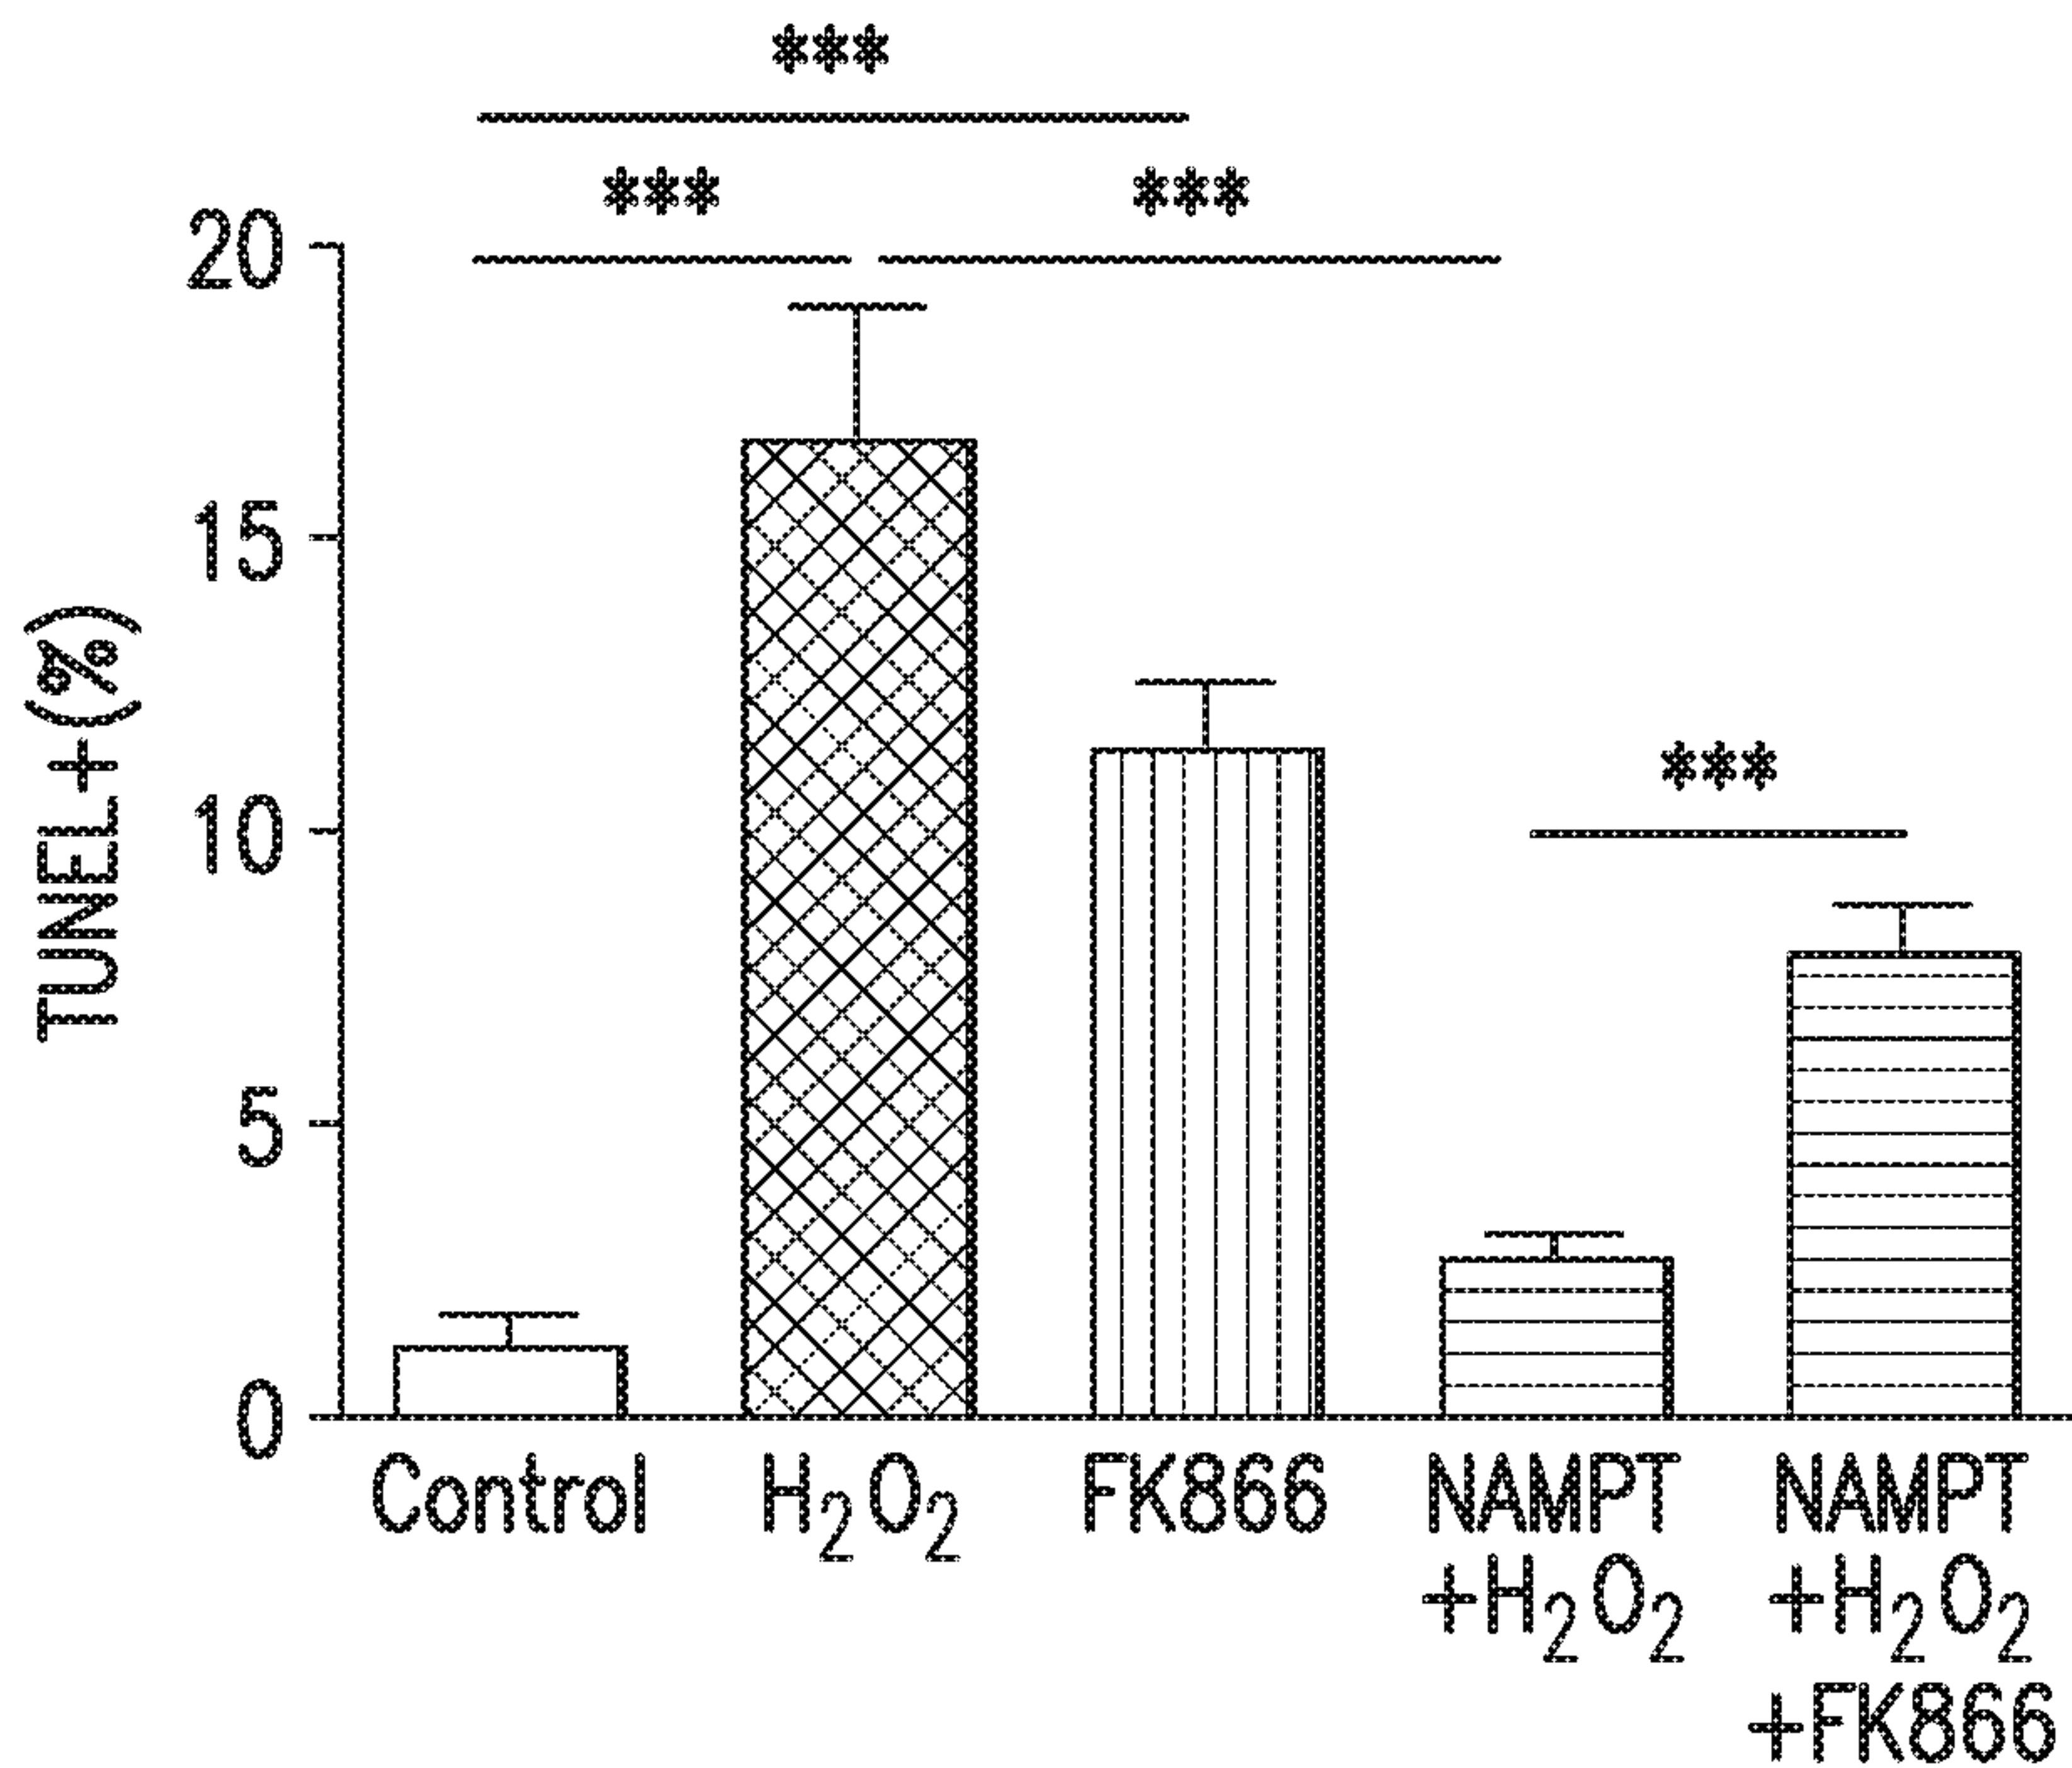 ***
*** ***
20
15
10
5
0
TUNEL+(%)
***
Control H₂O₂ FK866 NAMPT NAMPT
+H₂O₂ +H₂O₂
+FK866